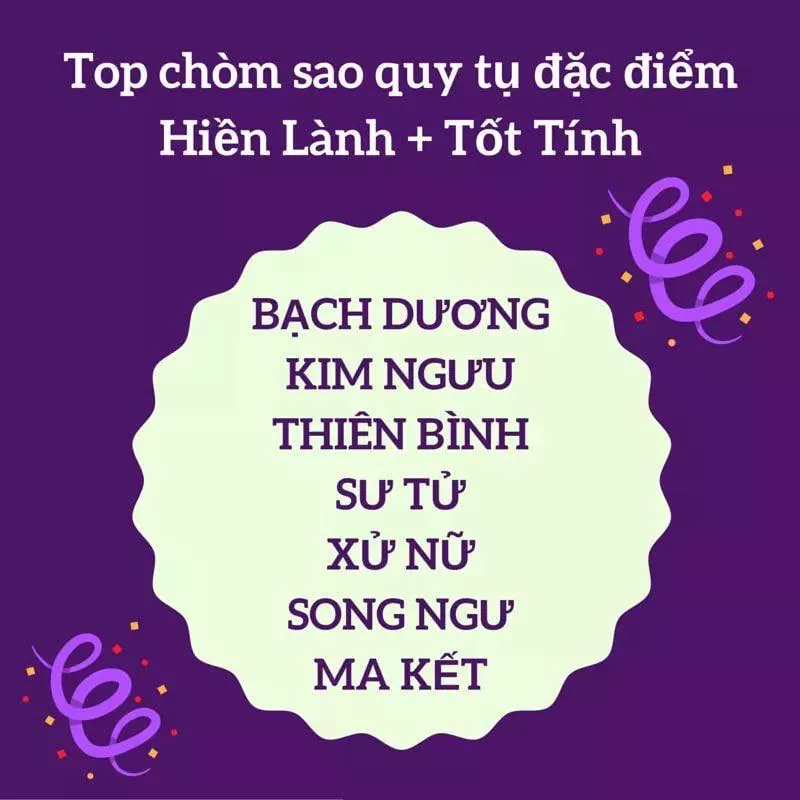 Top chòm sao quy tụ đặc điểm
Hiền Lành + Tốt Tính
BẠCH DƯƠNG
KIM NGƯU
THIÊN BÌNH
SƯ TỬ
XỬ NỮ
SONG NGƯ
MA KẾT